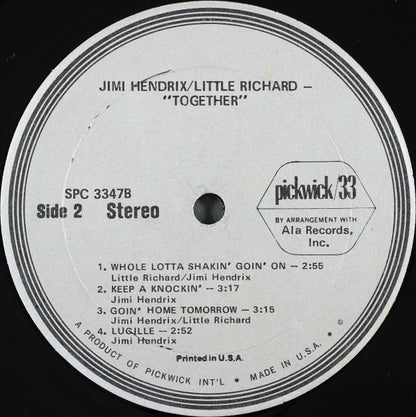 JIMI HENDRIX/LITTLE RICHARD –
"TOGETHER"
SPC 3347B
Side 2 Stereo
pickwick/33
BY ARRANGEMENT WITH
Ala Records,
Inc.
1. WHOLE LOTTA SHAKIN' GOIN' ON – 2:55
Little Richard/Jimi Hendrix
2. KEEP A KNOCKIN' – 3:17
Jimi Hendrix
3. GOIN' HOME TOMORROW – 3:15
Jimi Hendrix/Little Richard
4. LUCILLE – 2:52
Jimi Hendrix
Printed in U.S.A.
A PRODUCT OF PICKWICK INT'L • MADE IN U.S.A. • ©